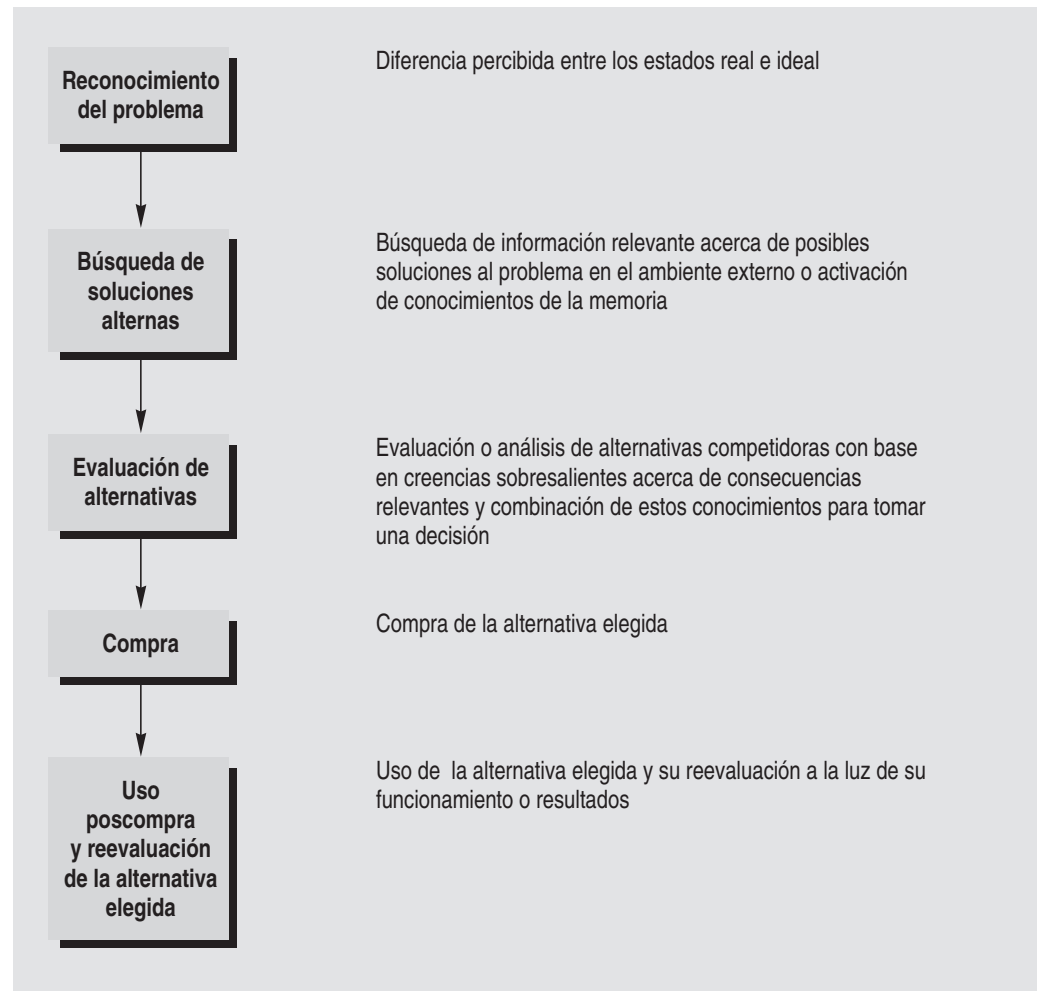 Reconocimiento
del problema
Diferencia percibida entre los estados real e ideal
Búsqueda de
soluciones
alternas
Búsqueda de información relevante acerca de posibles
soluciones al problema en el ambiente externo o activación
de conocimientos de la memoria
Evaluación de
alternativas
Evaluación o análisis de alternativas competidoras con base
en creencias sobresalientes acerca de consecuencias
relevantes y combinación de estos conocimientos para tomar
una decisión
Compra
Compra de la alternativa elegida
Uso
poscompra
y reevaluación
de la alternativa
elegida
Uso de la alternativa elegida y su reevaluación a la luz de su
funcionamiento o resultados